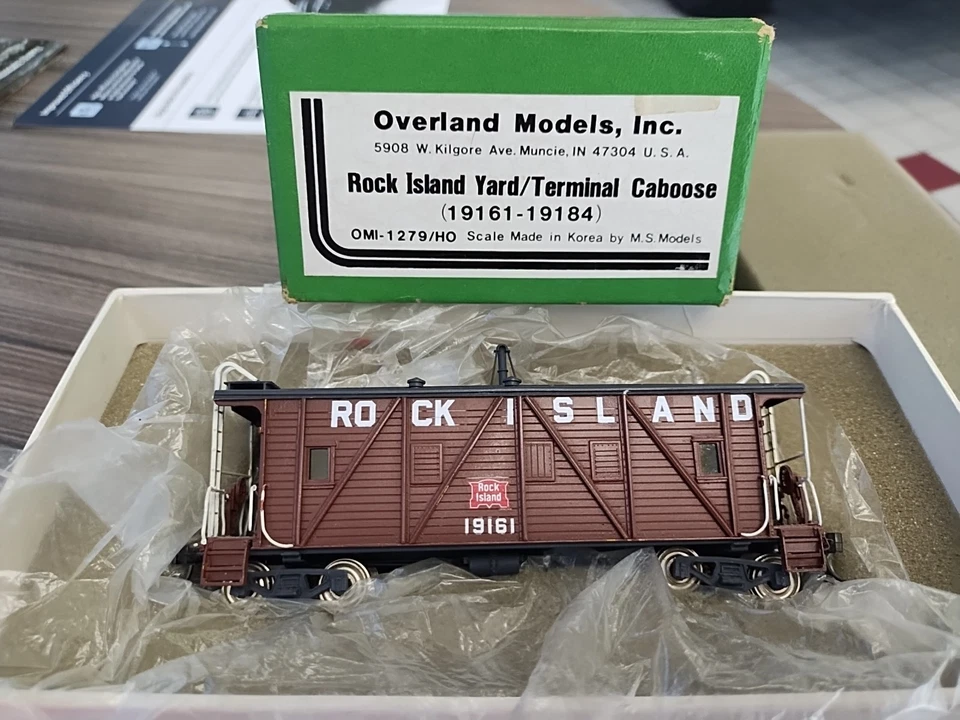 Overland Models, Inc.
5908 W. Kilgore Ave. Muncie, IN 47304 U.S.A.
Rock Island Yard/Terminal Caboose
(19161-19184)
OMI-1279/HO Scale Made in Korea by M.S. Models
ROCK ISLAND
Rock
Island
19161